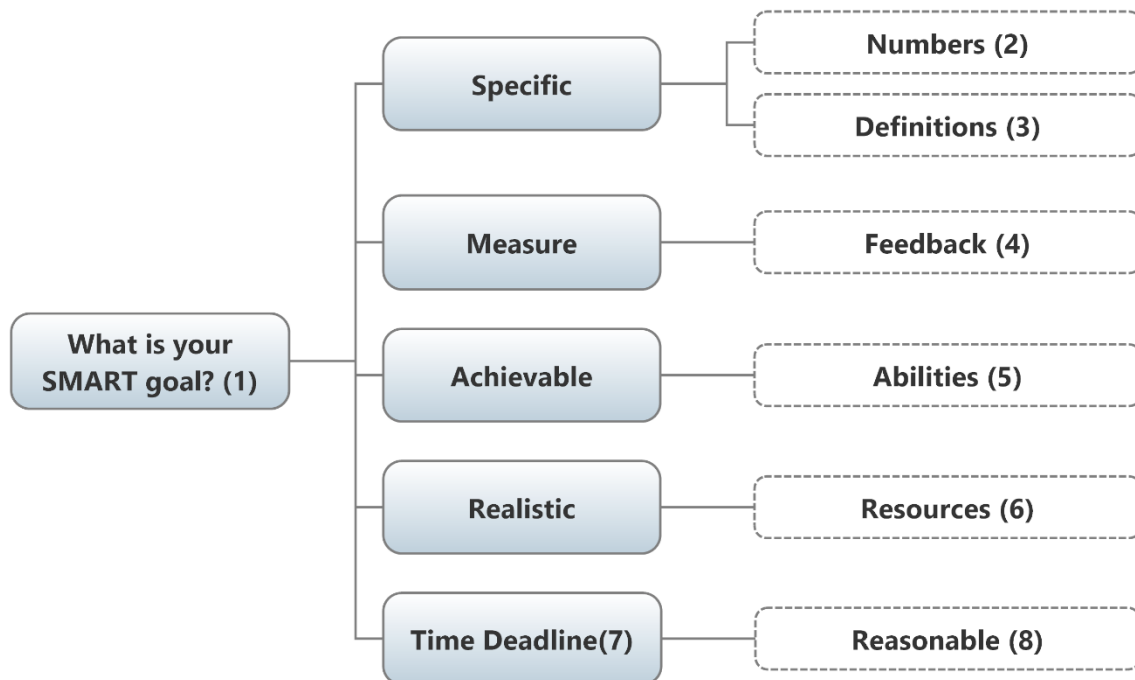 What is your
SMART goal? (1)
Specific
Numbers (2)
Definitions (3)
Measure
Feedback (4)
Achievable
Abilities (5)
Realistic
Resources (6)
Time Deadline(7)
Reasonable (8)